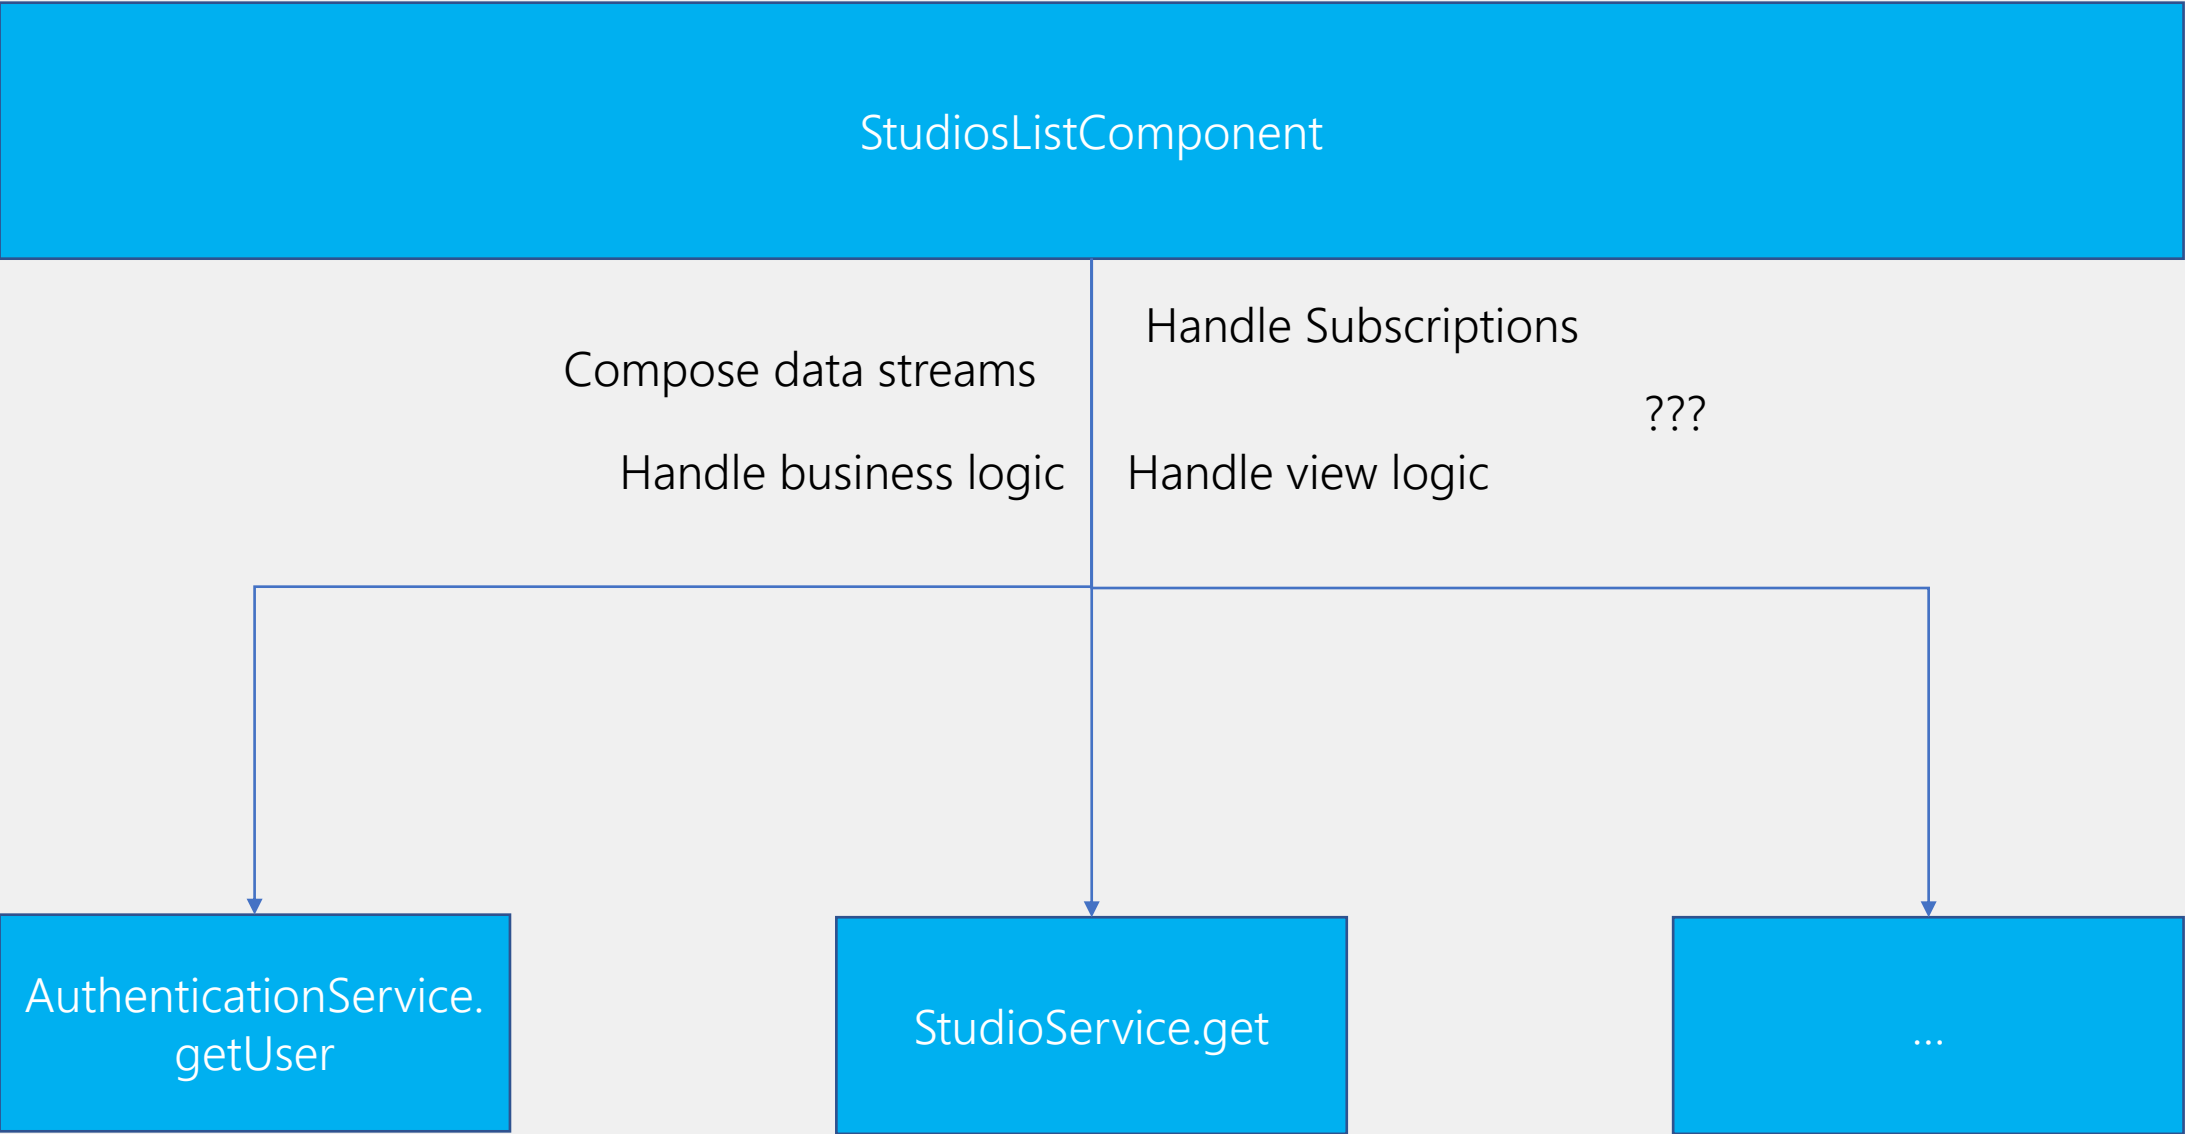 StudiosListComponent
Handle Subscriptions
Compose data streams
???
Handle business logic
Handle view logic
AuthenticationService.
getUser
StudioService.get
...